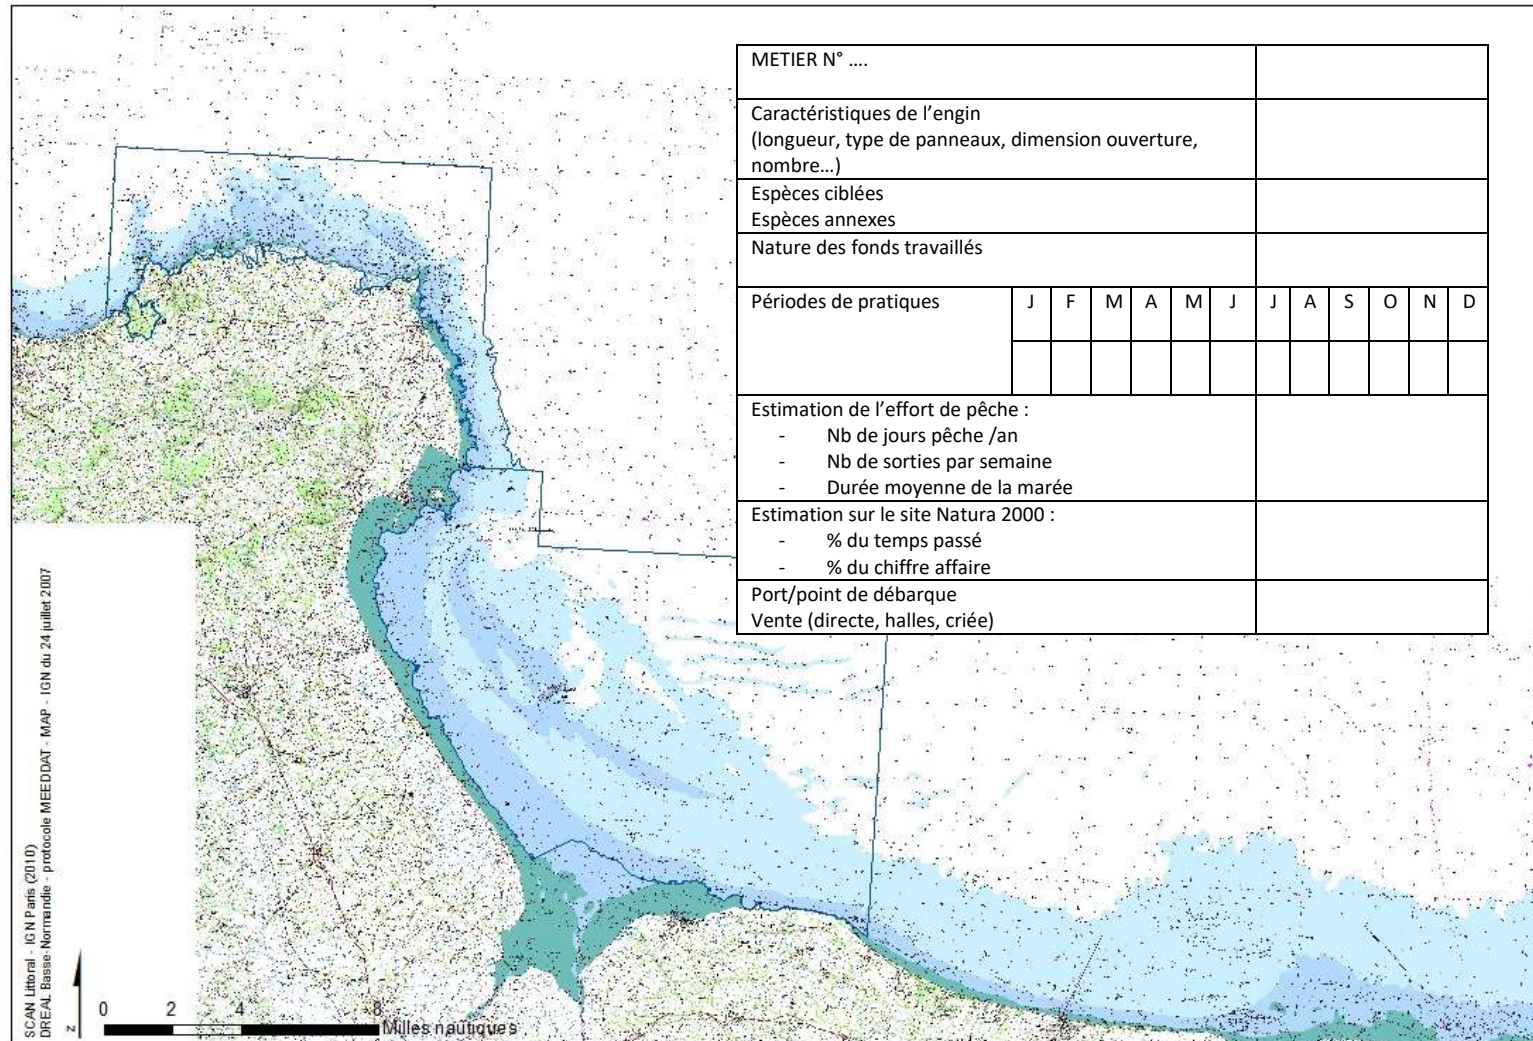 METIER N° ....
Caractéristiques de l’engin
(longueur, type de panneaux, dimension ouverture,
nombre…)
Espèces ciblées
Espèces annexes
Nature des fonds travaillés
Périodes de pratiques J F M A M J J A S O N D
Estimation de l’effort de pêche :
- Nb de jours pêche /an
- Nb de sorties par semaine
- Durée moyenne de la marée
Estimation sur le site Natura 2000 :
- % du temps passé
- % du chiffre affaire
Port/point de débarque
Vente (directe, halles, criée)
SCAN Littoral - IGN Paris (2010)
DREAL Basse-Normandie - protocole MEEDDAT - MAP - IGN du 24 juillet 2007
N
0 2 4 8
Milles nautiques